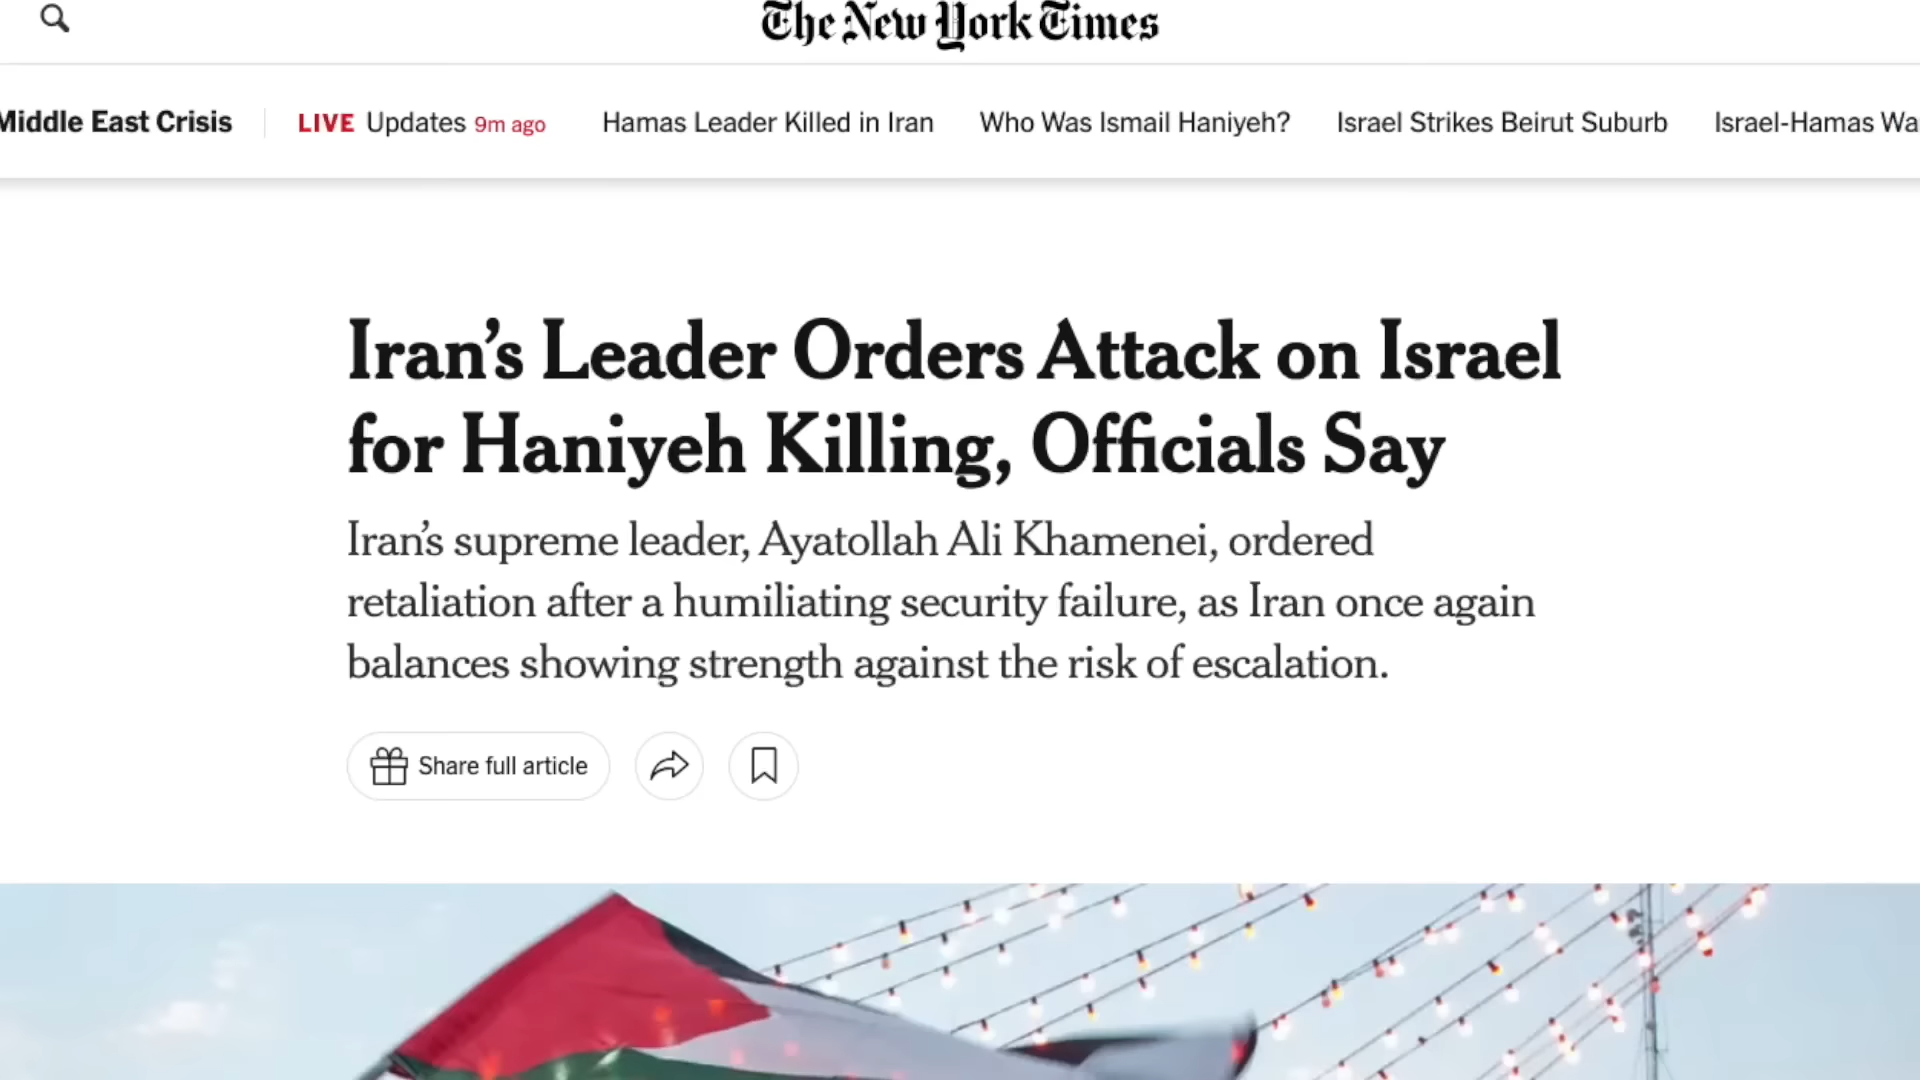 The New York Times
Middle East Crisis
LIVE Updates 9m ago
Hamas Leader Killed in Iran
Who Was Ismail Haniyeh?
Israel Strikes Beirut Suburb
Israel-Hamas Wa
Iran’s Leader Orders Attack on Israel
for Haniyeh Killing, Officials Say
Iran’s supreme leader, Ayatollah Ali Khamenei, ordered
retaliation after a humiliating security failure, as Iran once again
balances showing strength against the risk of escalation.
Share full article